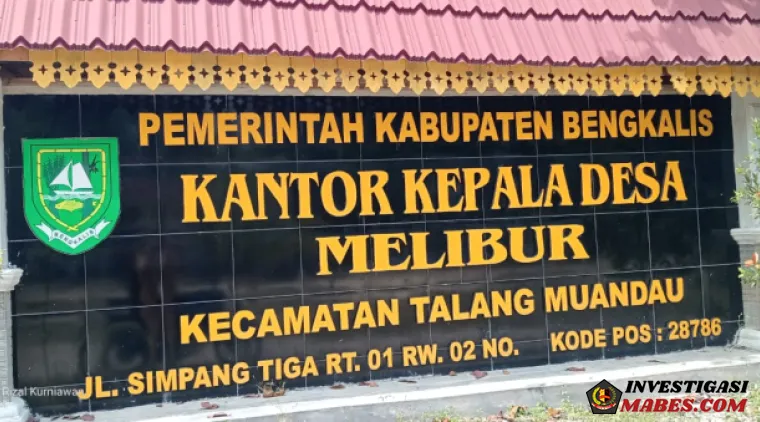 PEMERINTAH KABUPATEN BENGKALIS
KANTOR KEPALA DESA
MELIBUR
KECAMATAN TALANG MUANDAU
JL. SIMPANG TIGA RT. 01 RW. 02 NO. KODE POS : 28786
BENGKALIS
Rizal Kurniawan
INVESTIGASI
MABES.COM